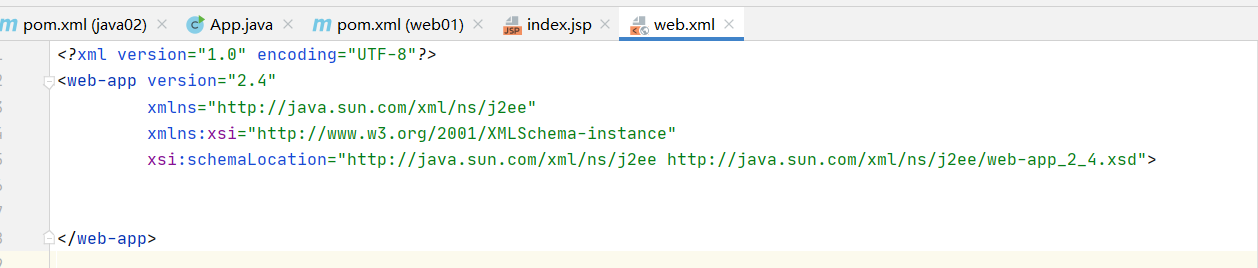 pom.xml (java02) App.java pom.xml (web01) index.jsp web.xml
<?xml version="1.0" encoding="UTF-8"?>
<web-app version="2.4"
xmlns="http://java.sun.com/xml/ns/j2ee"
xmlns:xsi="http://www.w3.org/2001/XMLSchema-instance"
xsi:schemaLocation="http://java.sun.com/xml/ns/j2ee http://java.sun.com/xml/ns/j2ee/web-app_2_4.xsd">
</web-app>